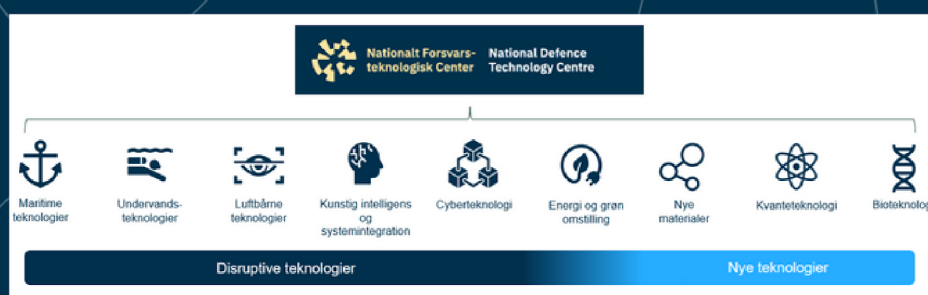 Nationalt Forsvars-
teknologisk Center
National Defence
Technology Centre
Maritime
teknologier
Undervands-
teknologier
Luftbårne
teknologier
Kunstig intelligens
og
systemintegration
Cyberteknologi
Energi og grøn
omstilling
Nye
materialer
Kvanteteknologi
Bioteknolog
Disruptive teknologier
Nye teknologier